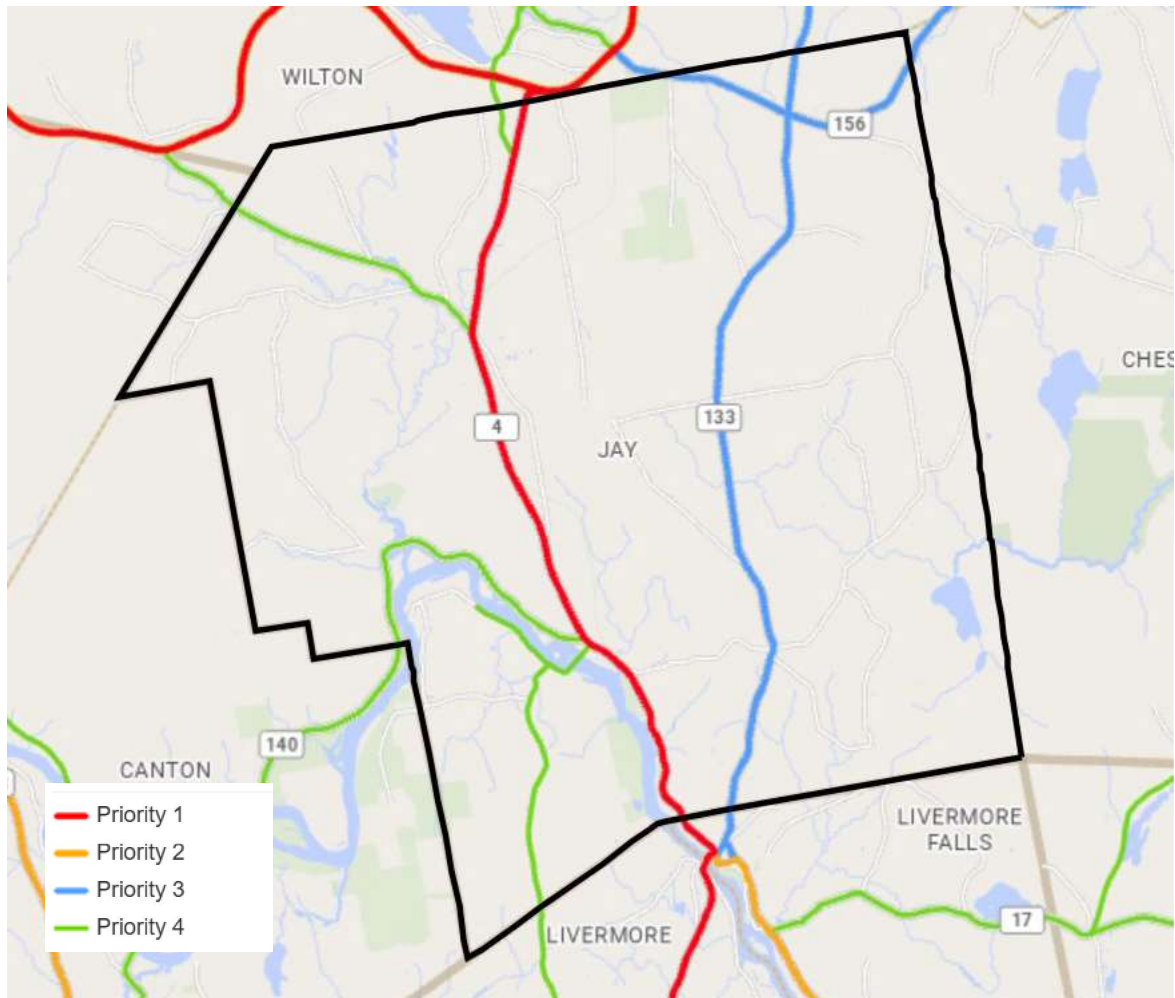 WILTON
156
CHES
133
4
JAY
140
CANTON
LIVERMORE
FALLS
Priority 1
Priority 2
Priority 3
Priority 4
17
LIVERMORE